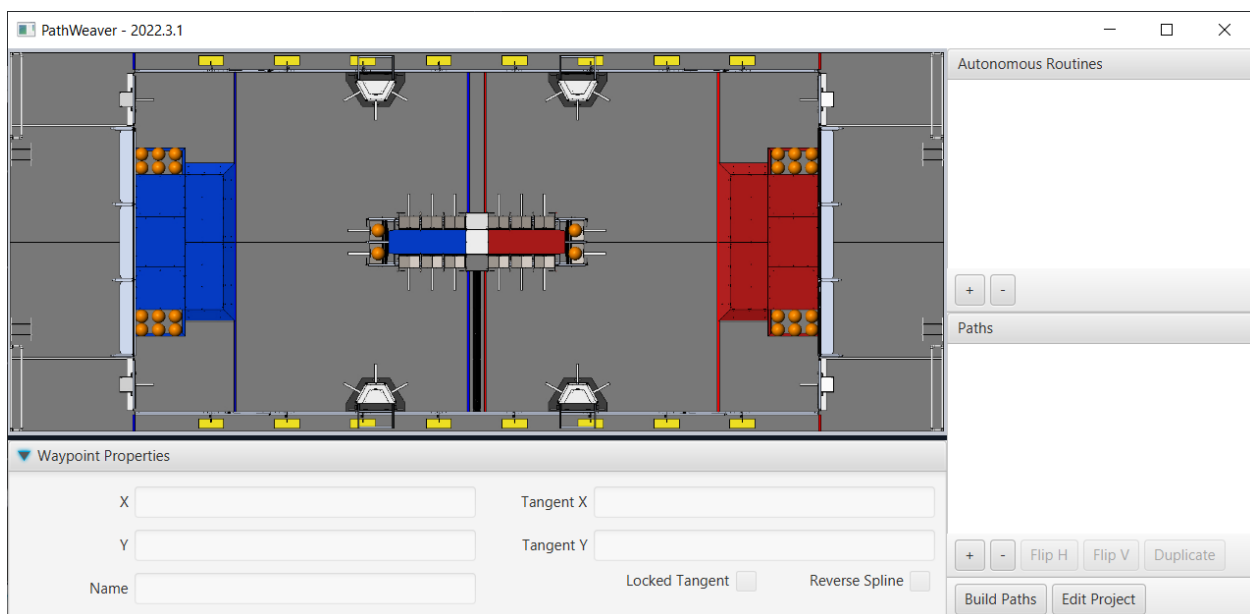 PathWeaver - 2022.3.1
Autonomous Routines
+ -
Paths
Waypoint Properties
X
Tangent X
Y
Tangent Y
Name
Locked Tangent
Reverse Spline
+ - Flip H Flip V Duplicate
Build Paths Edit Project